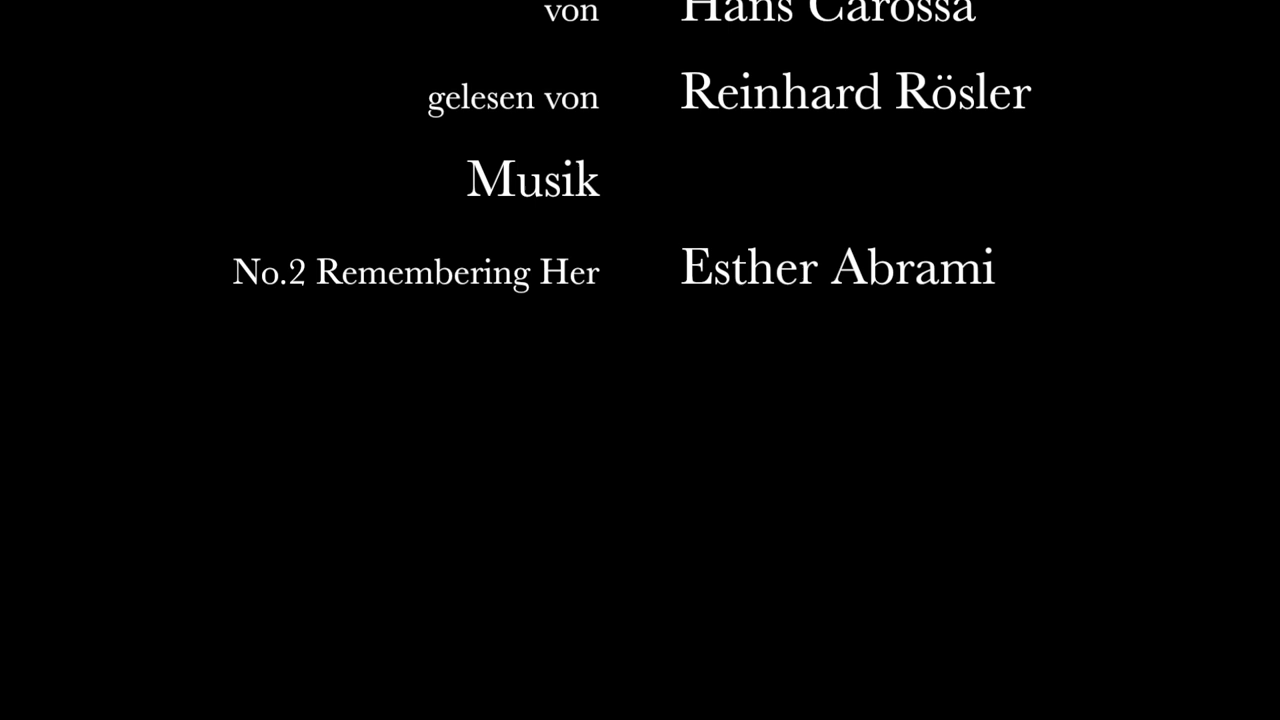 von Hans Carossa
gelesen von Reinhard Rösler
Musik
No.2 Remembering Her Esther Abrami